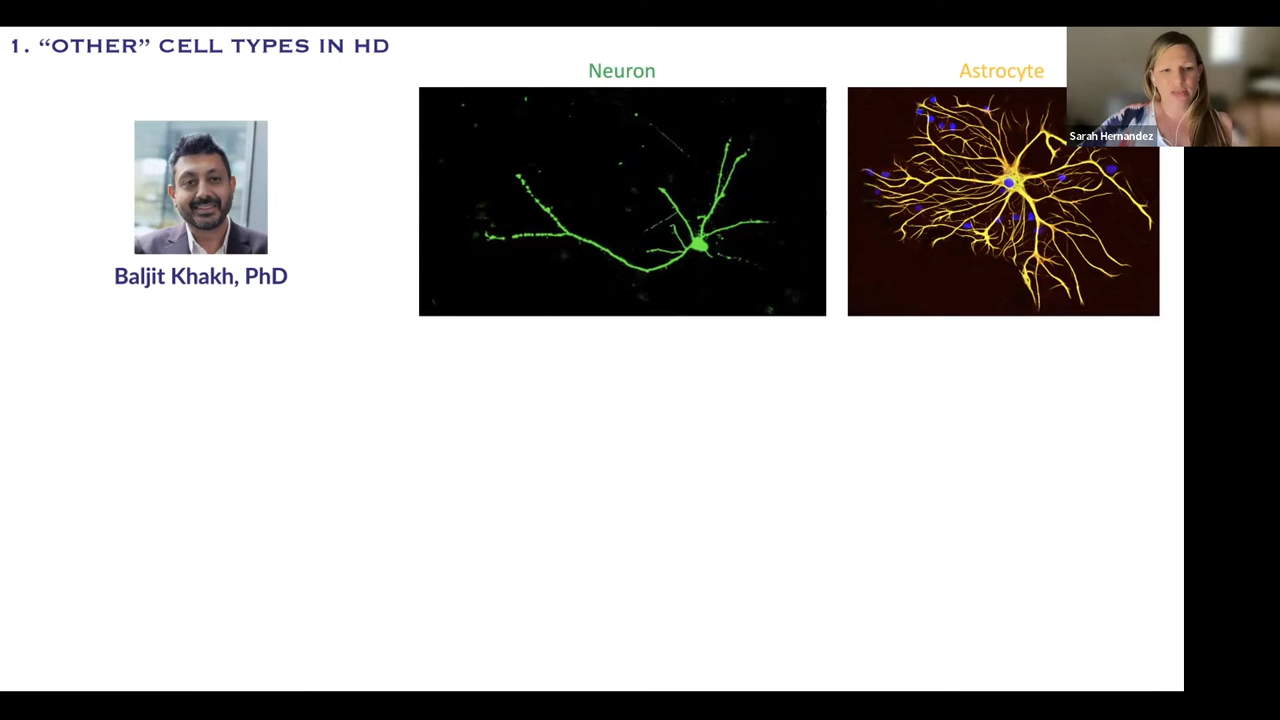 1. “OTHER” CELL TYPES IN HD
Neuron
Astrocyte
Sarah Hernandez
Baljit Khakh, PhD